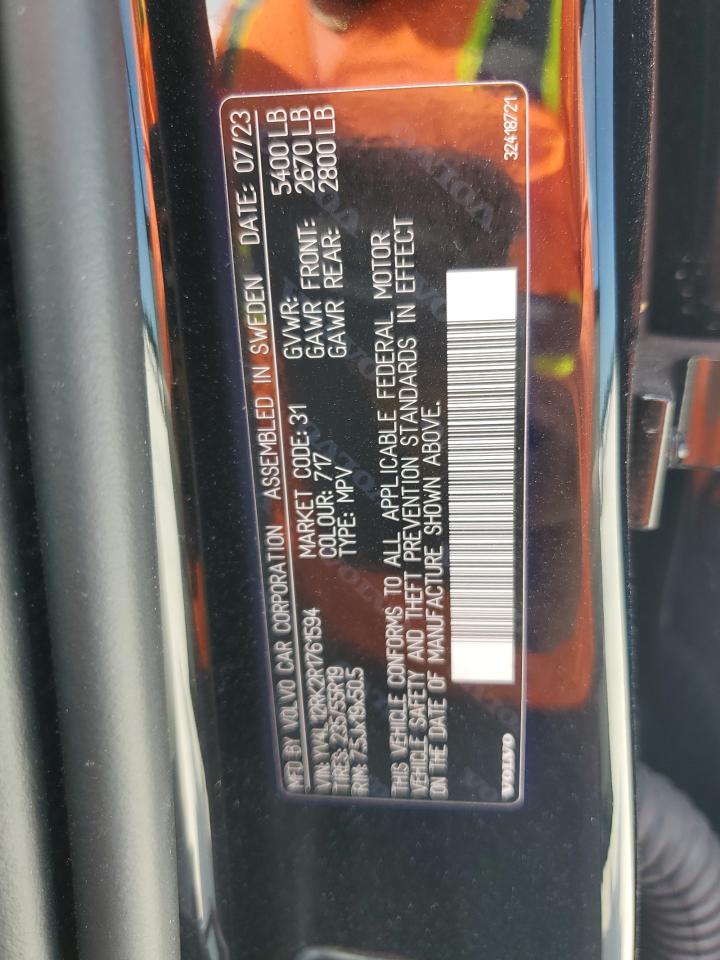 MFD BY VOLVO CAR CORPORATION ASSEMBLED IN SWEDEN DATE: 07/23
VIN: YV4L12RK2R1761594 MARKET CODE: 31 GVWR: 5400 LB
TIRES: 235/55R19 COLOUR: 717 GAWR FRONT: 2670 LB
RIM: 7.5Jx19x50.5 TYPE: MPV GAWR REAR: 2800 LB
THIS VEHICLE CONFORMS TO ALL APPLICABLE FEDERAL MOTOR
VEHICLE SAFETY AND THEFT PREVENTION STANDARDS IN EFFECT
ON THE DATE OF MANUFACTURE SHOWN ABOVE.
VOLVO 32418721